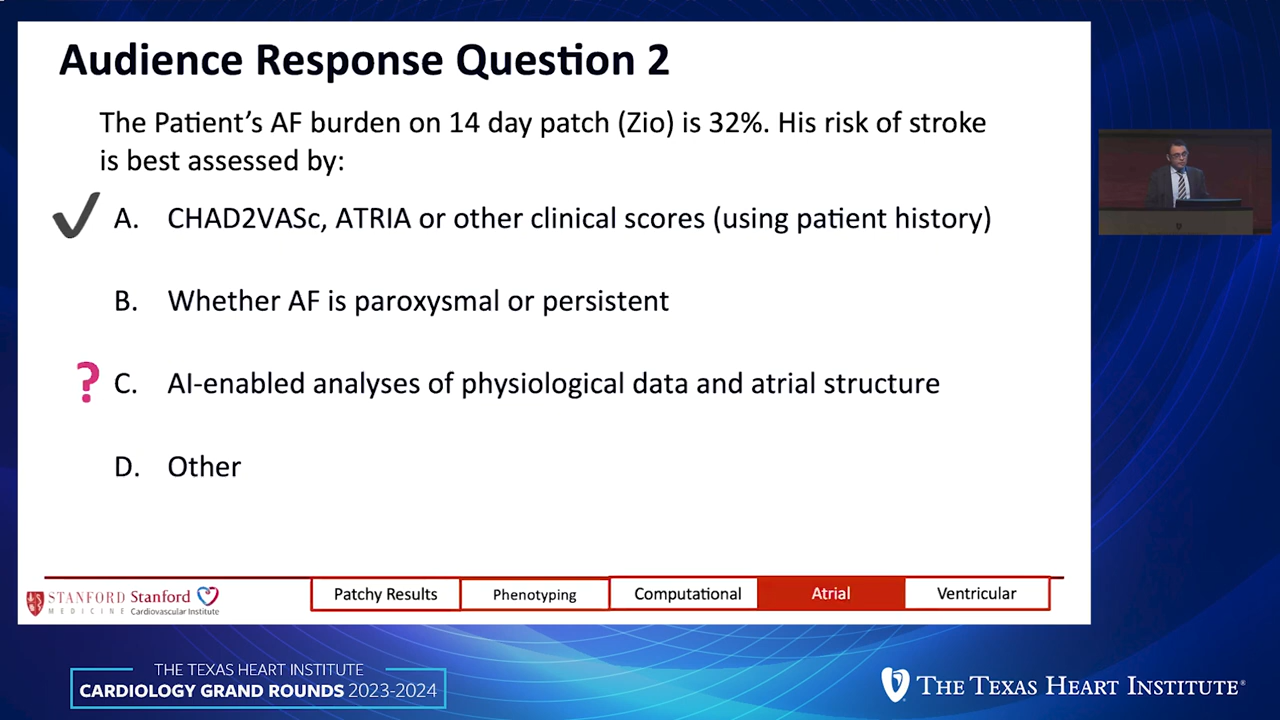 Audience Response Question 2
The Patient's AF burden on 14 day patch (Zio) is 32%. His risk of stroke
is best assessed by:
A. CHAD2VASc, ATRIA or other clinical scores (using patient history)
B. Whether AF is paroxysmal or persistent
? C. AI-enabled analyses of physiological data and atrial structure
D. Other
STANFORD
MEDICINE
Stanford
Cardiovascular Institute
Patchy Results
Phenotyping
Computational
Atrial
Ventricular
THE TEXAS HEART INSTITUTE
CARDIOLOGY GRAND ROUNDS 2023-2024
THE TEXAS HEART INSTITUTE®